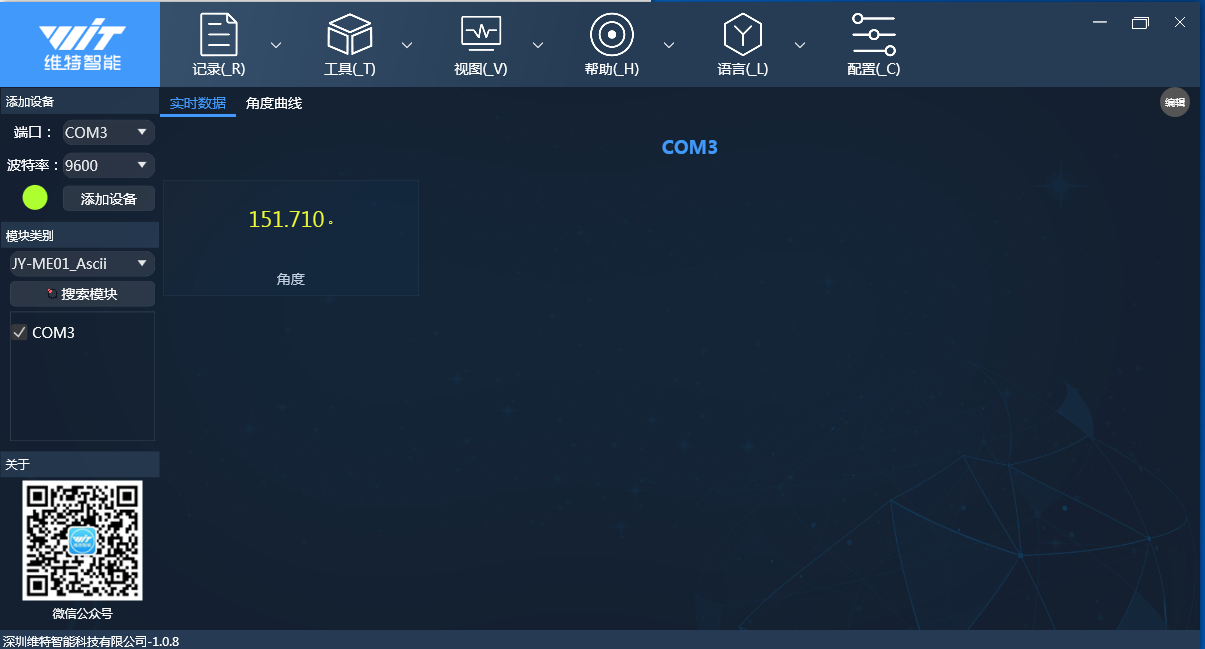 WIT
维特智能
记录(_R)
工具(_T)
视图(_V)
帮助(_H)
语言(_L)
配置(_C)
添加设备
端口：
COM3
波特率：
9600
添加设备
模块类别
JY-ME01_Ascii
搜索模块
COM3
关于
WIT
微信公众号
实时数据
角度曲线
编辑
COM3
151.710°
角度
深圳维特智能科技有限公司-1.0.8